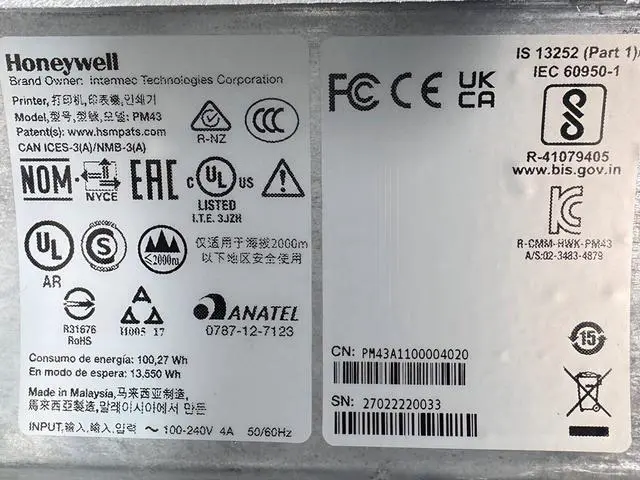 Honeywell
Brand Owner: Intermec Technologies Corporation
Printer,打印机,印表機,인쇄기
Model,型号,型號,모델: PM43
Patent(s): www.hsmpats.com
CAN ICES-3(A)/NMB-3(A)
R-NZ
CCC
NOM
NYCE
EAC
C UL US
LISTED
I.T.E. 3JZH
UL
AR
S
≤2000m
仅适用于海拔2000m
以下地区安全使用
R31676
RoHS
ANATEL
0787-12-7123
Consumo de energía: 100,27 Wh
En modo de espera: 13,550 Wh
Made in Malaysia,马来西亚制造,
馬來西亞製造,말레이시아에서 만든
INPUT,输入,輸入,입력 ～ 100-240V 4A 50/60Hz
IS 13252 (Part 1)/
IEC 60950-1
FC CE UK
CA
R-41079405
www.bis.gov.in
R-CMM-HWK-PM43
A/S:02-3483-4879
15
CN: PM43A1100004020
SN: 27022220033